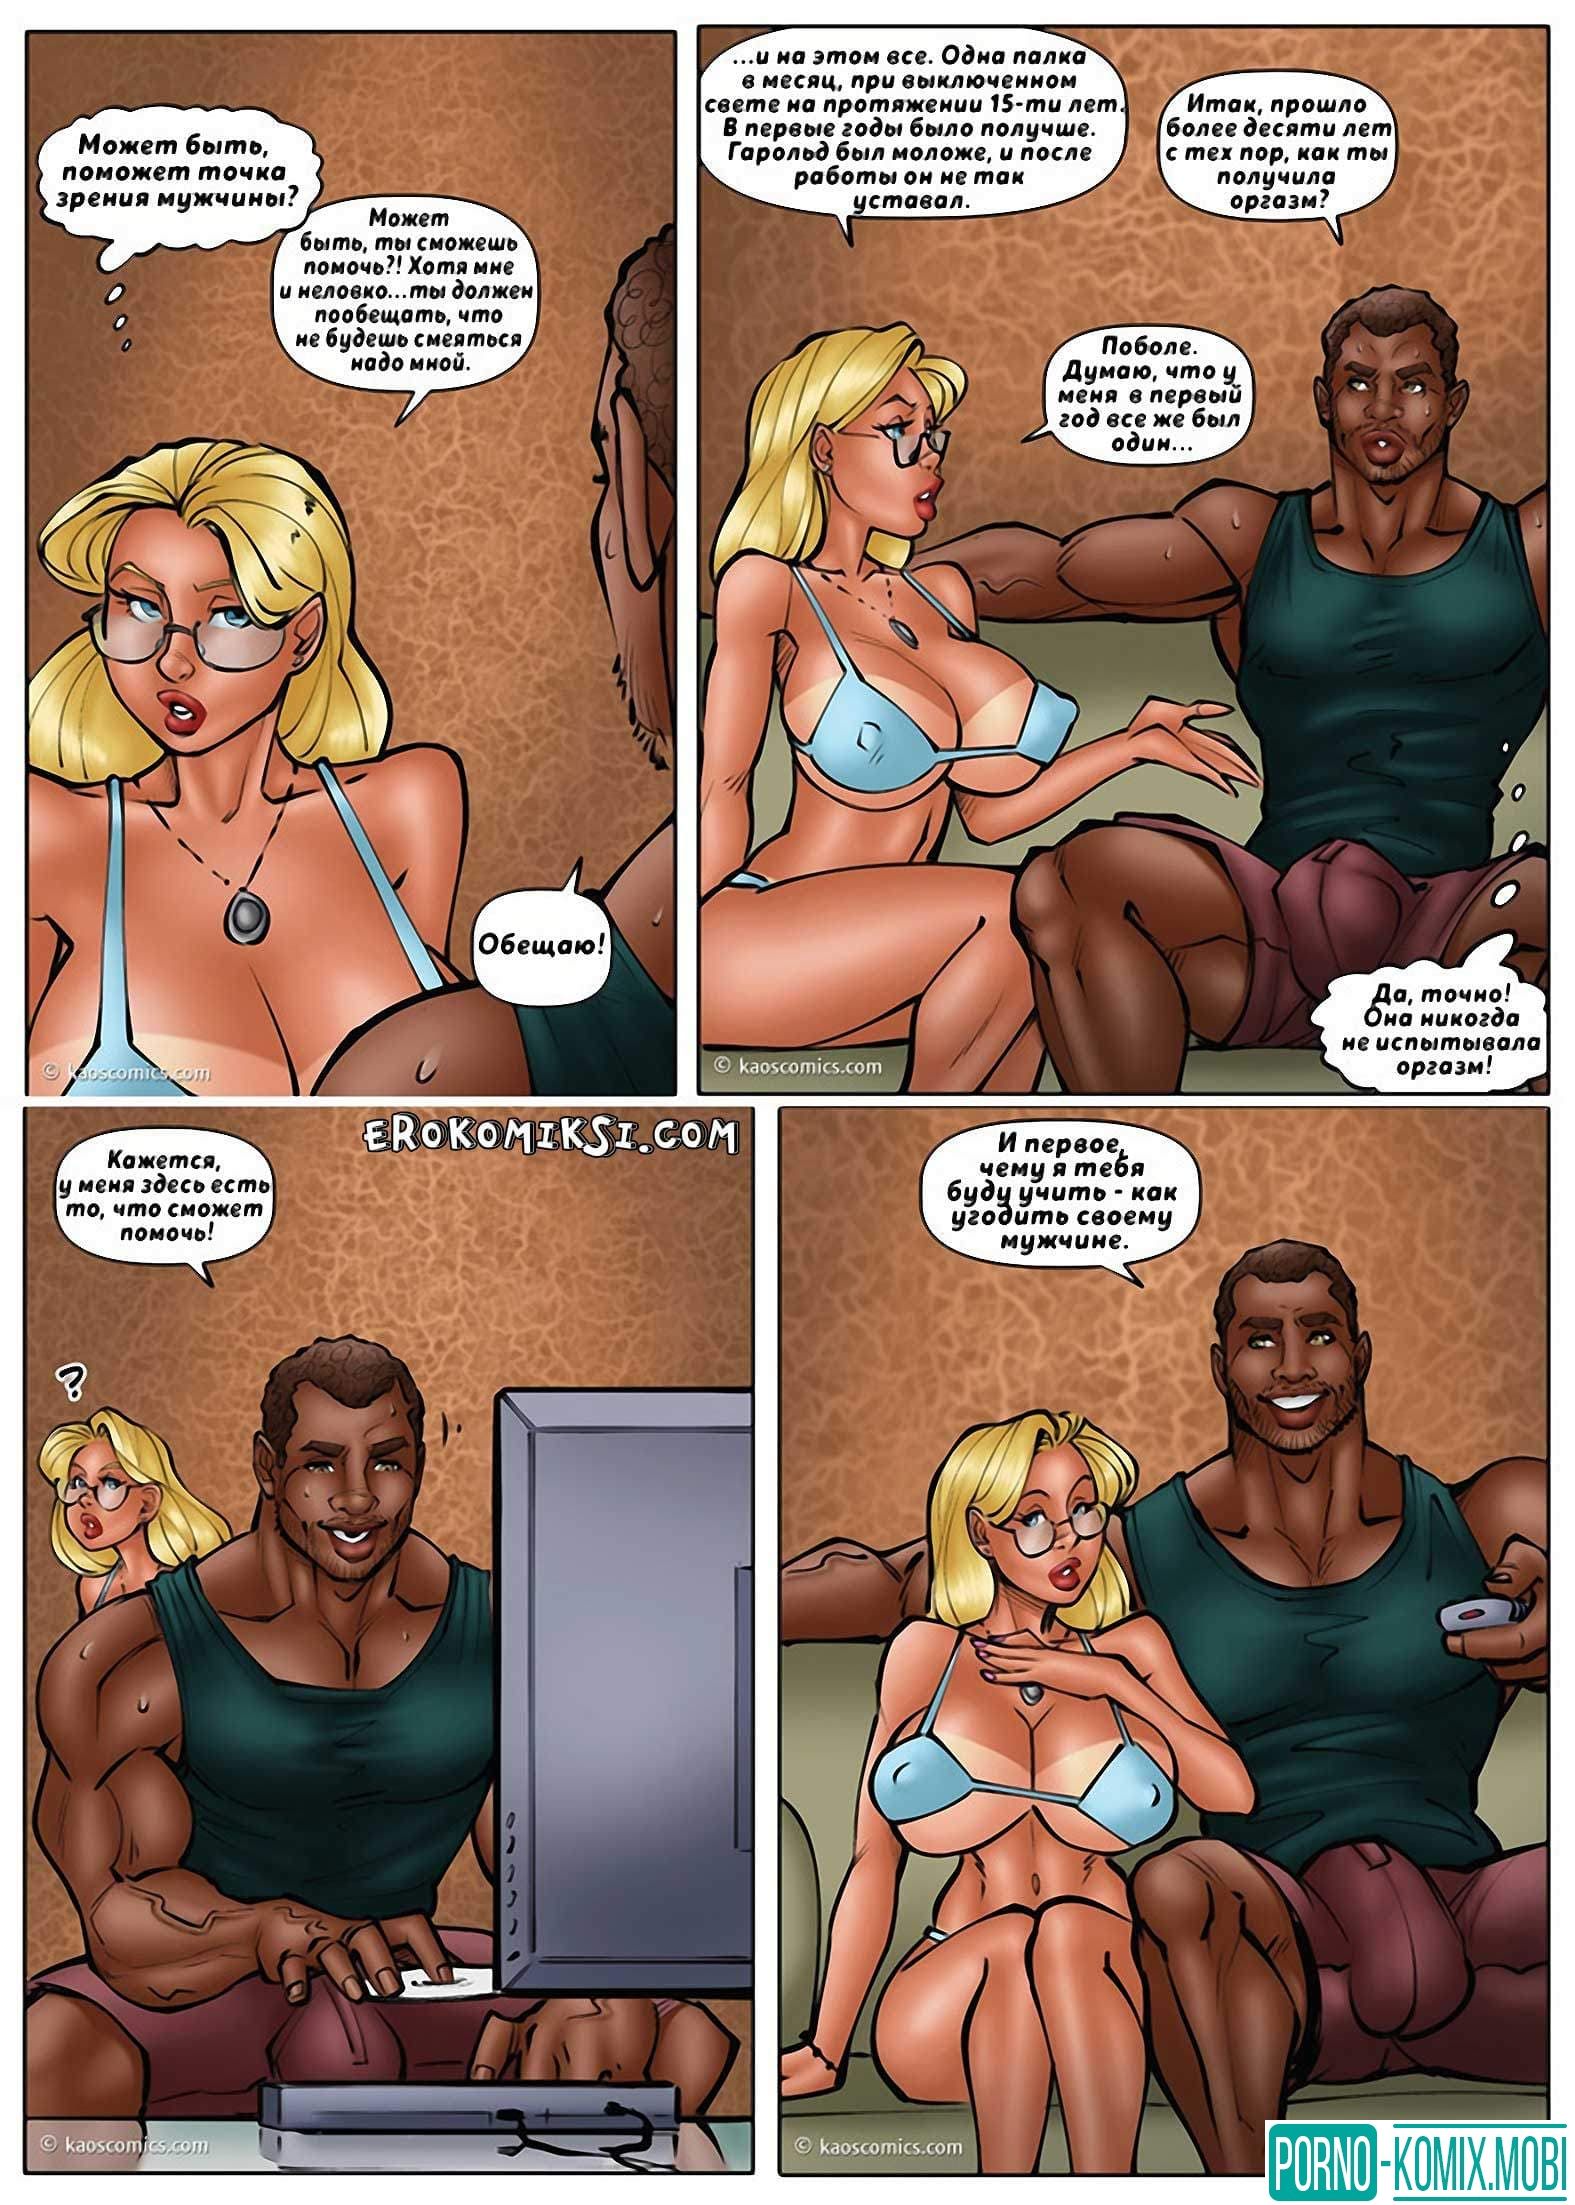 Может быть,
поможет точка
зрения мужчины?
Может
быть, ты сможешь
помочь?! Хотя мне
и неловко...ты должен
пообещать, что
не будешь смеяться
надо мной.
Обещаю!
© kaoscomics.com
...и на этом все. Одна палка
в месяц, при выключенном
свете на протяжении 15-ти лет.
В первые годы было получше.
Гарольд был моложе, и после
работы он не так
уставал.
Итак, прошло
более десяти лет
с тех пор, как ты
получила
оргазм?
Поболе.
Думаю, что у
меня в первый
год все же был
один...
Да, точно!
Она никогда
не испытывала
оргазм!
© kaoscomics.com
EROKOMIKSI.COM
Кажется,
у меня здесь есть
то, что сможет
помочь!
?
© kaoscomics.com
И первое,
чему я тебя
буду учить - как
угодить своему
мужчине.
© kaoscomics.com
PORNO-KOMIX.MOBI